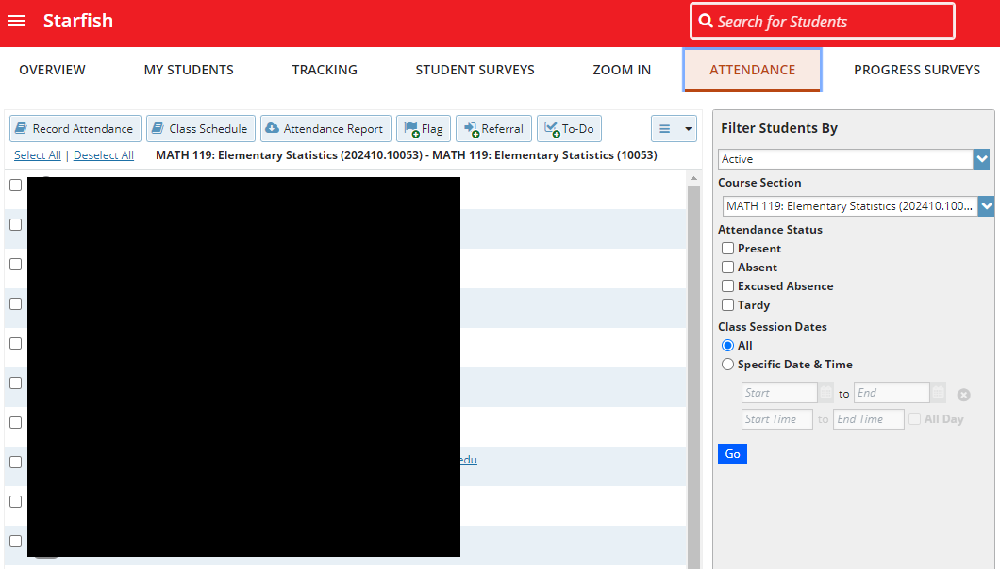 Starfish
Search for Students
OVERVIEW MY STUDENTS TRACKING STUDENT SURVEYS ZOOM IN ATTENDANCE PROGRESS SURVEYS
Record Attendance Class Schedule Attendance Report Flag Referral To-Do
Select All | Deselect All MATH 119: Elementary Statistics (202410.10053) - MATH 119: Elementary Statistics (10053)
edu
Filter Students By
Active
Course Section
MATH 119: Elementary Statistics (202410.100...
Attendance Status
Present
Absent
Excused Absence
Tardy
Class Session Dates
All
Specific Date & Time
Start to End
Start Time to End Time All Day
Go